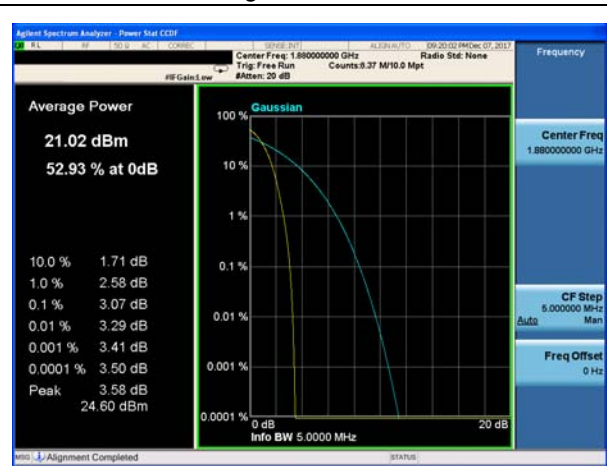 Agilent Spectrum Analyzer - Power Stat CCDF
RL RF 50 Ω AC CORREC SENSE:INT ALIGN AUTO 09:20:02 PM Dec 07, 2017
Center Freq: 1.880000000 GHz Radio Std: None
Trig: Free Run Counts:8.37 M/10.0 Mpt
#IFGain:Low #Atten: 20 dB
Frequency
Average Power
21.02 dBm
52.93 % at 0dB
10.0 % 1.71 dB
1.0 % 2.58 dB
0.1 % 3.07 dB
0.01 % 3.29 dB
0.001 % 3.41 dB
0.0001 % 3.50 dB
Peak 3.58 dB
24.60 dBm
Gaussian
100 %
10 %
1 %
0.1 %
0.01 %
0.001 %
0.0001 %
0 dB 20 dB
Info BW 5.0000 MHz
Center Freq
1.880000000 GHz
CF Step
5.000000 MHz
Auto Man
Freq Offset
0 Hz
MSG Alignment Completed STATUS